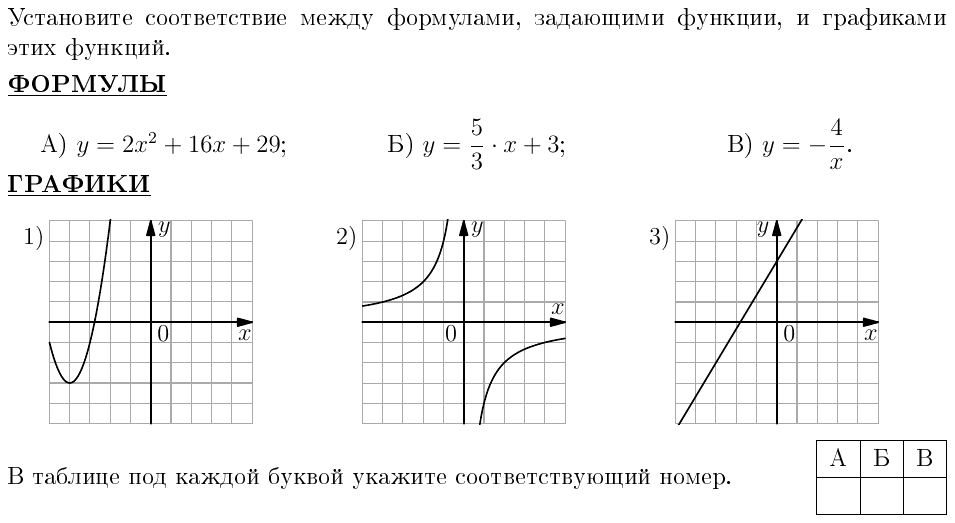 Установите соответствие между формулами, задающими функции, и графиками
этих функций.
ФОРМУЛЫ
А) y = 2x² + 16x + 29; Б) y = 5/3 · x + 3; В) y = −4/x.
ГРАФИКИ
1) y 0 x
2) y 0 x
3) y 0 x
А Б В
В таблице под каждой буквой укажите соответствующий номер.